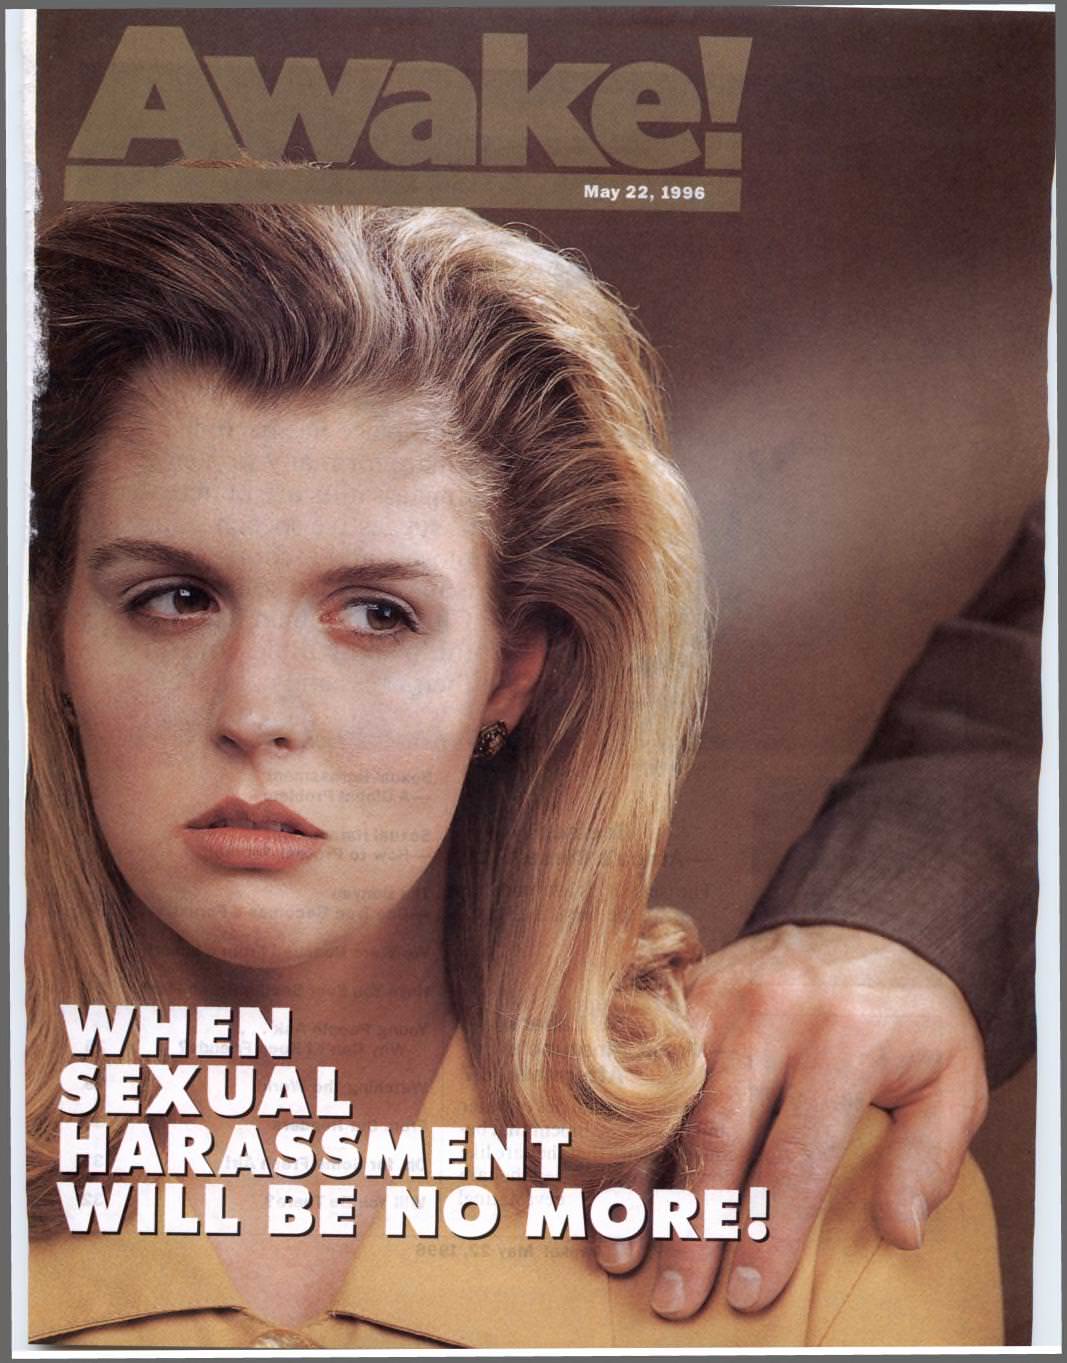 Awake!
May 22, 1996
WHEN
SEXUAL
HARASSMENT
WILL BE NO MORE!